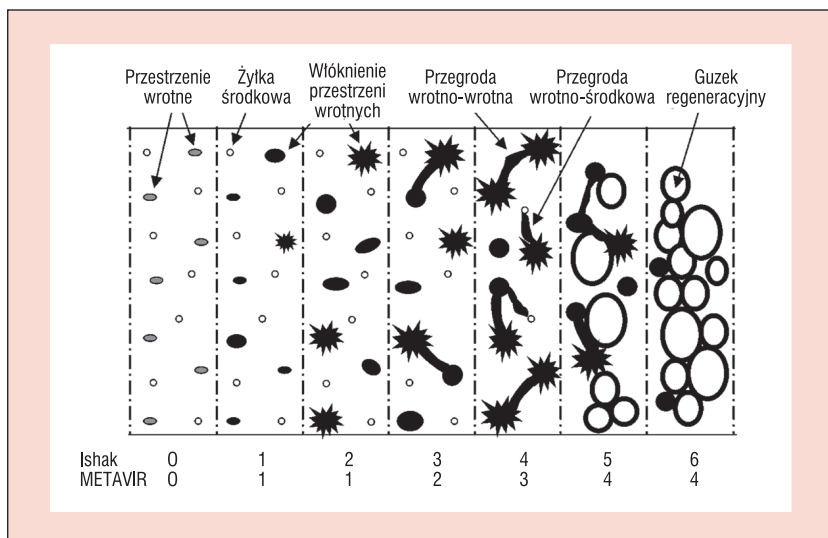 Przestrzenie
wrotne
Żyłka
środkowa
Włóknienie
przestrzeni
wrotnych
Przegroda
wrotno-wrotna
Przegroda
wrotno-środkowa
Guzek
regeneracyjny
Ishak 0 1 2 3 4 5 6
METAVIR 0 1 1 2 3 4 4